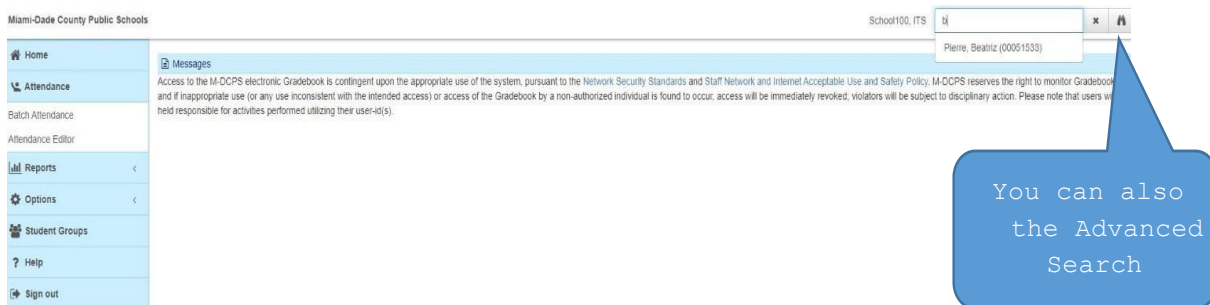 Miami-Dade County Public Schools
School100, ITS
b
Pierre, Beatriz (00051533)
Home
Attendance
Batch Attendance
Attendance Editor
Reports
Options
Student Groups
? Help
Sign out
Messages
Access to the M-DCPS electronic Gradebook is contingent upon the appropriate use of the system, pursuant to the Network Security Standards and Staff Network and Internet Acceptable Use and Safety Policy. M-DCPS reserves the right to monitor Gradebook
and if inappropriate use (or any use inconsistent with the intended access) or access of the Gradebook by a non-authorized individual is found to occur, access will be immediately revoked; violators will be subject to disciplinary action. Please note that users
held responsible for activities performed utilizing their user-id(s).
You can also
the Advanced
Search